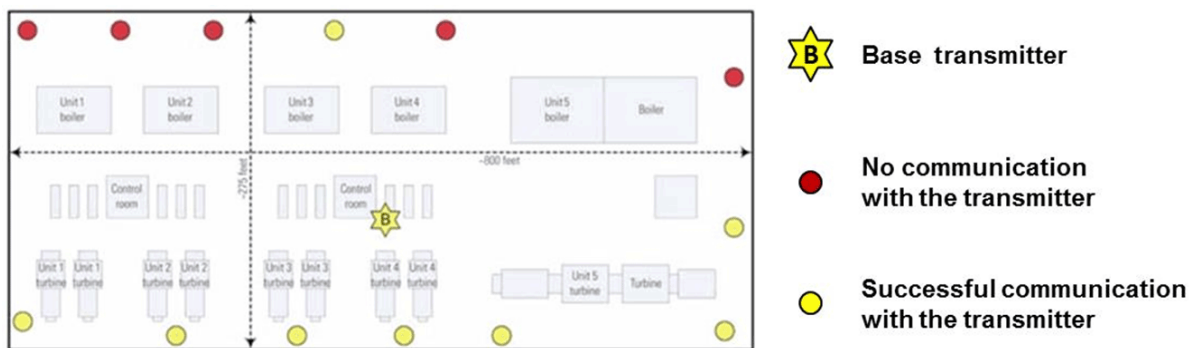 Unit 1
boiler
Unit 2
boiler
Unit 3
boiler
Unit 4
boiler
Unit 5
boiler
Boiler
~275 feet
~800 feet
Control
room
Control
room
B
Unit 1
turbine
Unit 1
turbine
Unit 2
turbine
Unit 2
turbine
Unit 3
turbine
Unit 3
turbine
Unit 4
turbine
Unit 4
turbine
Unit 5
turbine
Turbine
B
Base transmitter
No communication
with the transmitter
Successful communication
with the transmitter